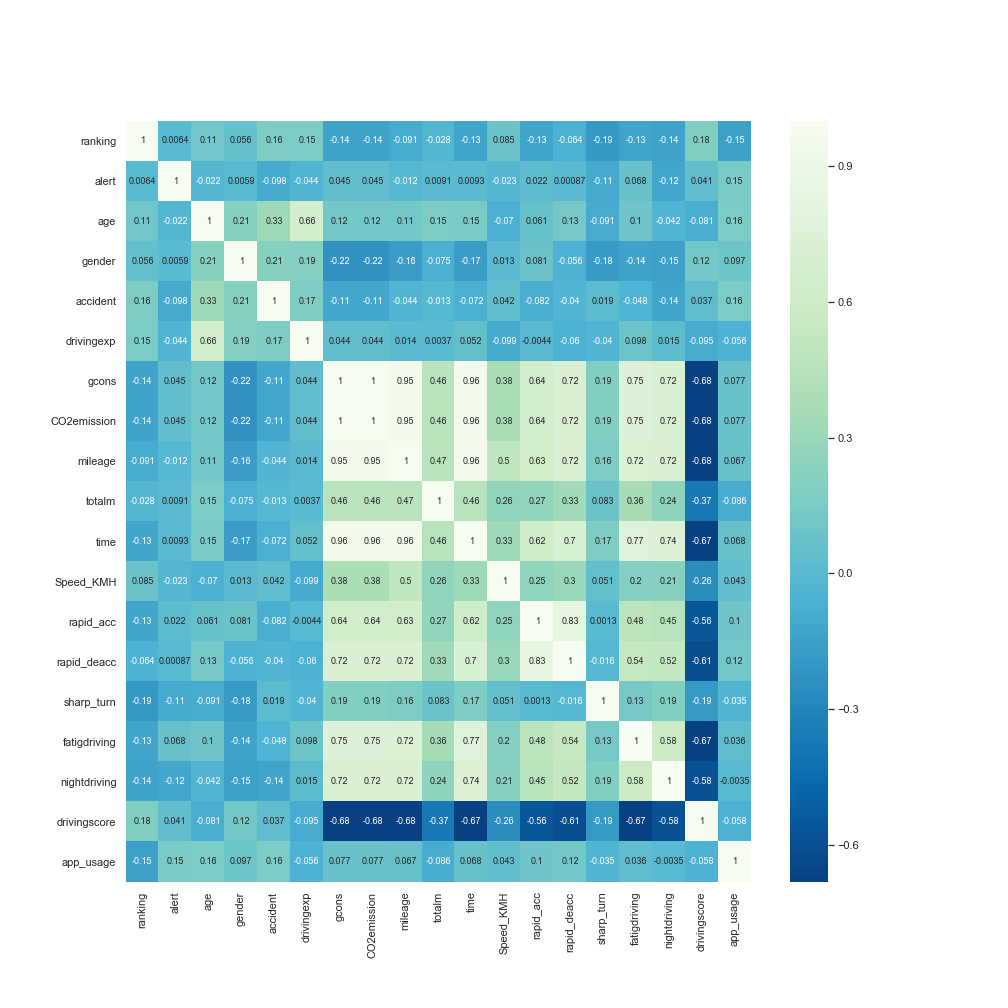 ranking 1 0.0064 0.11 0.056 0.16 0.15 -0.14 -0.14 -0.091 -0.028 -0.13 0.085 -0.13 -0.064 -0.19 -0.13 -0.14 0.18 -0.15
alert 0.0064 1 -0.022 0.0059 -0.098 -0.044 0.045 0.045 -0.012 0.0091 0.0093 -0.023 0.022 0.00087 -0.11 0.068 -0.12 0.041 0.15
age 0.11 -0.022 1 0.21 0.33 0.66 0.12 0.12 0.11 0.15 0.15 -0.07 0.061 0.13 -0.091 0.1 -0.042 -0.081 0.16
gender 0.056 0.0059 0.21 1 0.21 0.19 -0.22 -0.22 -0.16 -0.075 -0.17 0.013 0.081 -0.056 -0.18 -0.14 -0.15 0.12 0.097
accident 0.16 -0.098 0.33 0.21 1 0.17 -0.11 -0.11 -0.044 -0.013 -0.072 0.042 -0.082 -0.04 0.019 -0.048 -0.14 0.037 0.16
drivingexp 0.15 -0.044 0.66 0.19 0.17 1 0.044 0.044 0.014 0.0037 0.052 -0.099 -0.0044 -0.06 -0.04 0.098 0.015 -0.095 -0.056
gcons -0.14 0.045 0.12 -0.22 -0.11 0.044 1 1 0.95 0.46 0.96 0.38 0.64 0.72 0.19 0.75 0.72 -0.68 0.077
CO2emission -0.14 0.045 0.12 -0.22 -0.11 0.044 1 1 0.95 0.46 0.96 0.38 0.64 0.72 0.19 0.75 0.72 -0.68 0.077
mileage -0.091 -0.012 0.11 -0.16 -0.044 0.014 0.95 0.95 1 0.47 0.96 0.5 0.63 0.72 0.16 0.72 0.72 -0.68 0.067
totalm -0.028 0.0091 0.15 -0.075 -0.013 0.0037 0.46 0.46 0.47 1 0.46 0.26 0.27 0.33 0.083 0.36 0.24 -0.37 -0.086
time -0.13 0.0093 0.15 -0.17 -0.072 0.052 0.96 0.96 0.96 0.46 1 0.33 0.62 0.7 0.17 0.77 0.74 -0.67 0.068
Speed_KMH 0.085 -0.023 -0.07 0.013 0.042 -0.099 0.38 0.38 0.5 0.26 0.33 1 0.25 0.3 0.051 0.2 0.21 -0.26 0.043
rapid_acc -0.13 0.022 0.061 0.081 -0.082 -0.0044 0.64 0.64 0.63 0.27 0.62 0.25 1 0.83 0.0013 0.48 0.45 -0.56 0.1
rapid_deacc -0.064 0.00087 0.13 -0.056 -0.04 -0.06 0.72 0.72 0.72 0.33 0.7 0.3 0.83 1 -0.016 0.54 0.52 -0.61 0.12
sharp_turn -0.19 -0.11 -0.091 -0.18 0.019 -0.04 0.19 0.19 0.16 0.083 0.17 0.051 0.0013 -0.016 1 0.13 0.19 -0.19 -0.035
fatigdriving -0.13 0.068 0.1 -0.14 -0.048 0.098 0.75 0.75 0.72 0.36 0.77 0.2 0.48 0.54 0.13 1 0.58 -0.67 0.036
nightdriving -0.14 -0.12 -0.042 -0.15 -0.14 0.015 0.72 0.72 0.72 0.24 0.74 0.21 0.45 0.52 0.19 0.58 1 -0.58 -0.0035
drivingscore 0.18 0.041 -0.081 0.12 0.037 -0.095 -0.68 -0.68 -0.68 -0.37 -0.67 -0.26 -0.56 -0.61 -0.19 -0.67 -0.58 1 -0.058
app_usage -0.15 0.15 0.16 0.097 0.16 -0.056 0.077 0.077 0.067 -0.086 0.068 0.043 0.1 0.12 -0.035 0.036 -0.0035 -0.058 1
ranking alert age gender accident drivingexp gcons CO2emission mileage totalm time Speed_KMH rapid_acc rapid_deacc sharp_turn fatigdriving nightdriving drivingscore app_usage
0.9
0.6
0.3
0.0
-0.3
-0.6